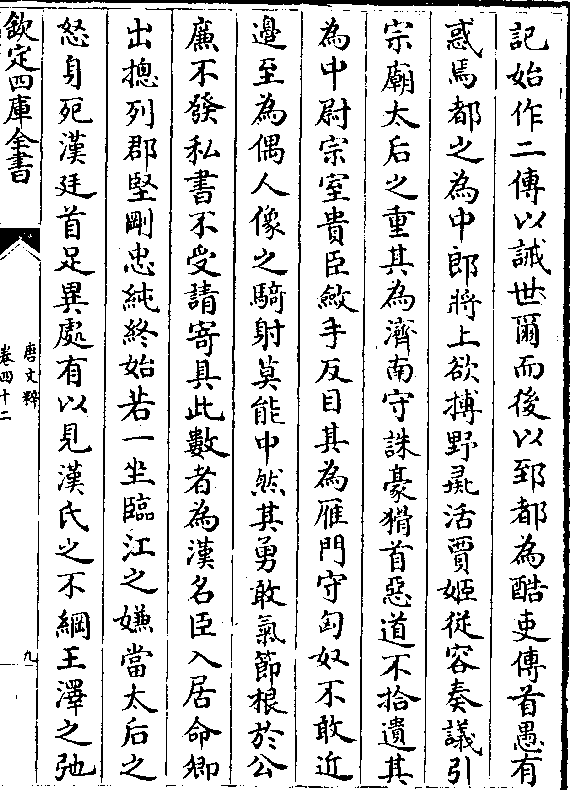 記始作二傳以誡世爾而後以郅都為酷吏傳首愚有
惑焉都之為中郎將上欲搏野彘活賈姬從容奏議引
宗廟太后之重其為濟南守誅豪猾首惡道不拾遺其
為中尉宗室貴臣斂手仄目其為雁門守匈奴不敢近
邊至為偶人像之騎射莫能中然其勇敢氣節根於公
廉不發私書不受請寄具此數者為漢名臣入居命卿
出揔列郡堅剛忠純終始若一坐臨江之嫌當太后之
怒身死漢廷首足異處有以見漢氏之不綱王澤之弛
欽定四庫全書
唐文粹
卷四十二
九